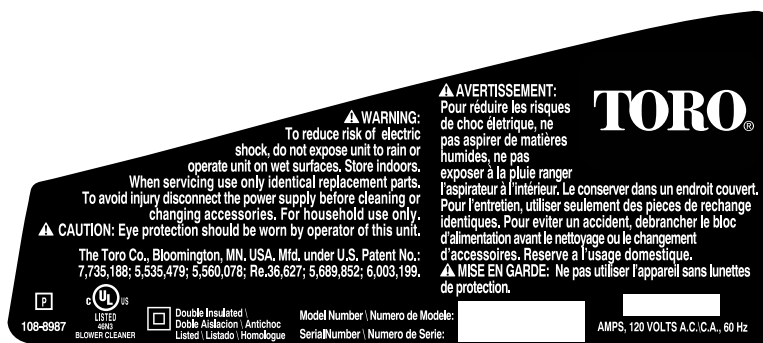 ⚠ WARNING:
To reduce risk of electric
shock, do not expose unit to rain or
operate unit on wet surfaces. Store indoors.
When servicing use only identical replacement parts.
To avoid injury disconnect the power supply before cleaning or
changing accessories. For household use only.
⚠ CAUTION: Eye protection should be worn by operator of this unit.
The Toro Co., Bloomington, MN. USA. Mfd. under U.S. Patent No.:
7,735,188; 5,535,479; 5,560,078; Re.36,627; 5,689,852; 6,003,199.
⚠ AVERTISSEMENT:
Pour réduire les risques
de choc életrique, ne
pas aspirer de matières
humides, ne pas
exposer à la pluie ranger
l'aspirateur à l'intérieur. Le conserver dans un endroit couvert.
Pour l'entretien, utiliser seulement des pieces de rechange
identiques. Pour eviter un accident, debrancher le bloc
d'alimentation avant le nettoyage ou le changement
d'accessoires. Reserve a l'usage domestique.
⚠ MISE EN GARDE: Ne pas utiliser l'appareil sans lunettes
de protection.
TORO®
P
108-8987
C UL US
LISTED
46N3
BLOWER CLEANER
Double Insulated \
Doble Aislacion \ Antichoc
Listed \ Listado \ Homologue
Model Number \ Numero de Modele:
SerialNumber \ Numero de Serie:
AMPS, 120 VOLTS A.C.\C.A., 60 Hz